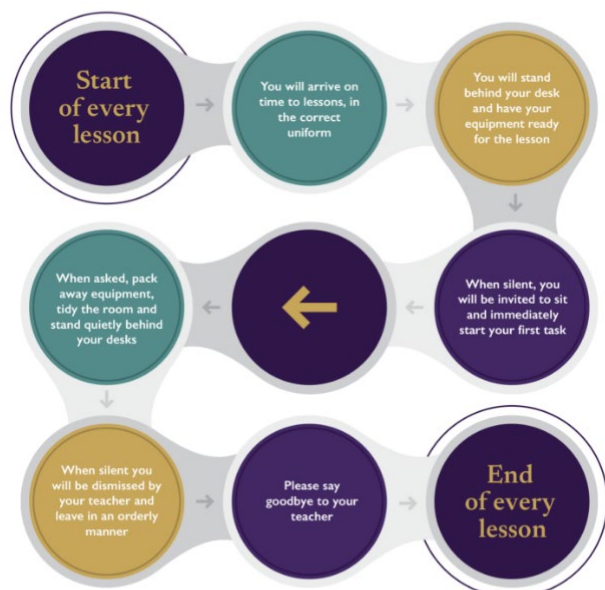 Start
of every
lesson
You will arrive on
time to lessons, in
the correct
uniform
You will stand
behind your desk
and have your
equipment ready
for the lesson
When silent, you
will be invited to sit
and immediately
start your first task
When asked, pack
away equipment,
tidy the room and
stand quietly behind
your desks
When silent you
will be dismissed by
your teacher and
leave in an orderly
manner
Please say
goodbye to your
teacher
End
of every
lesson